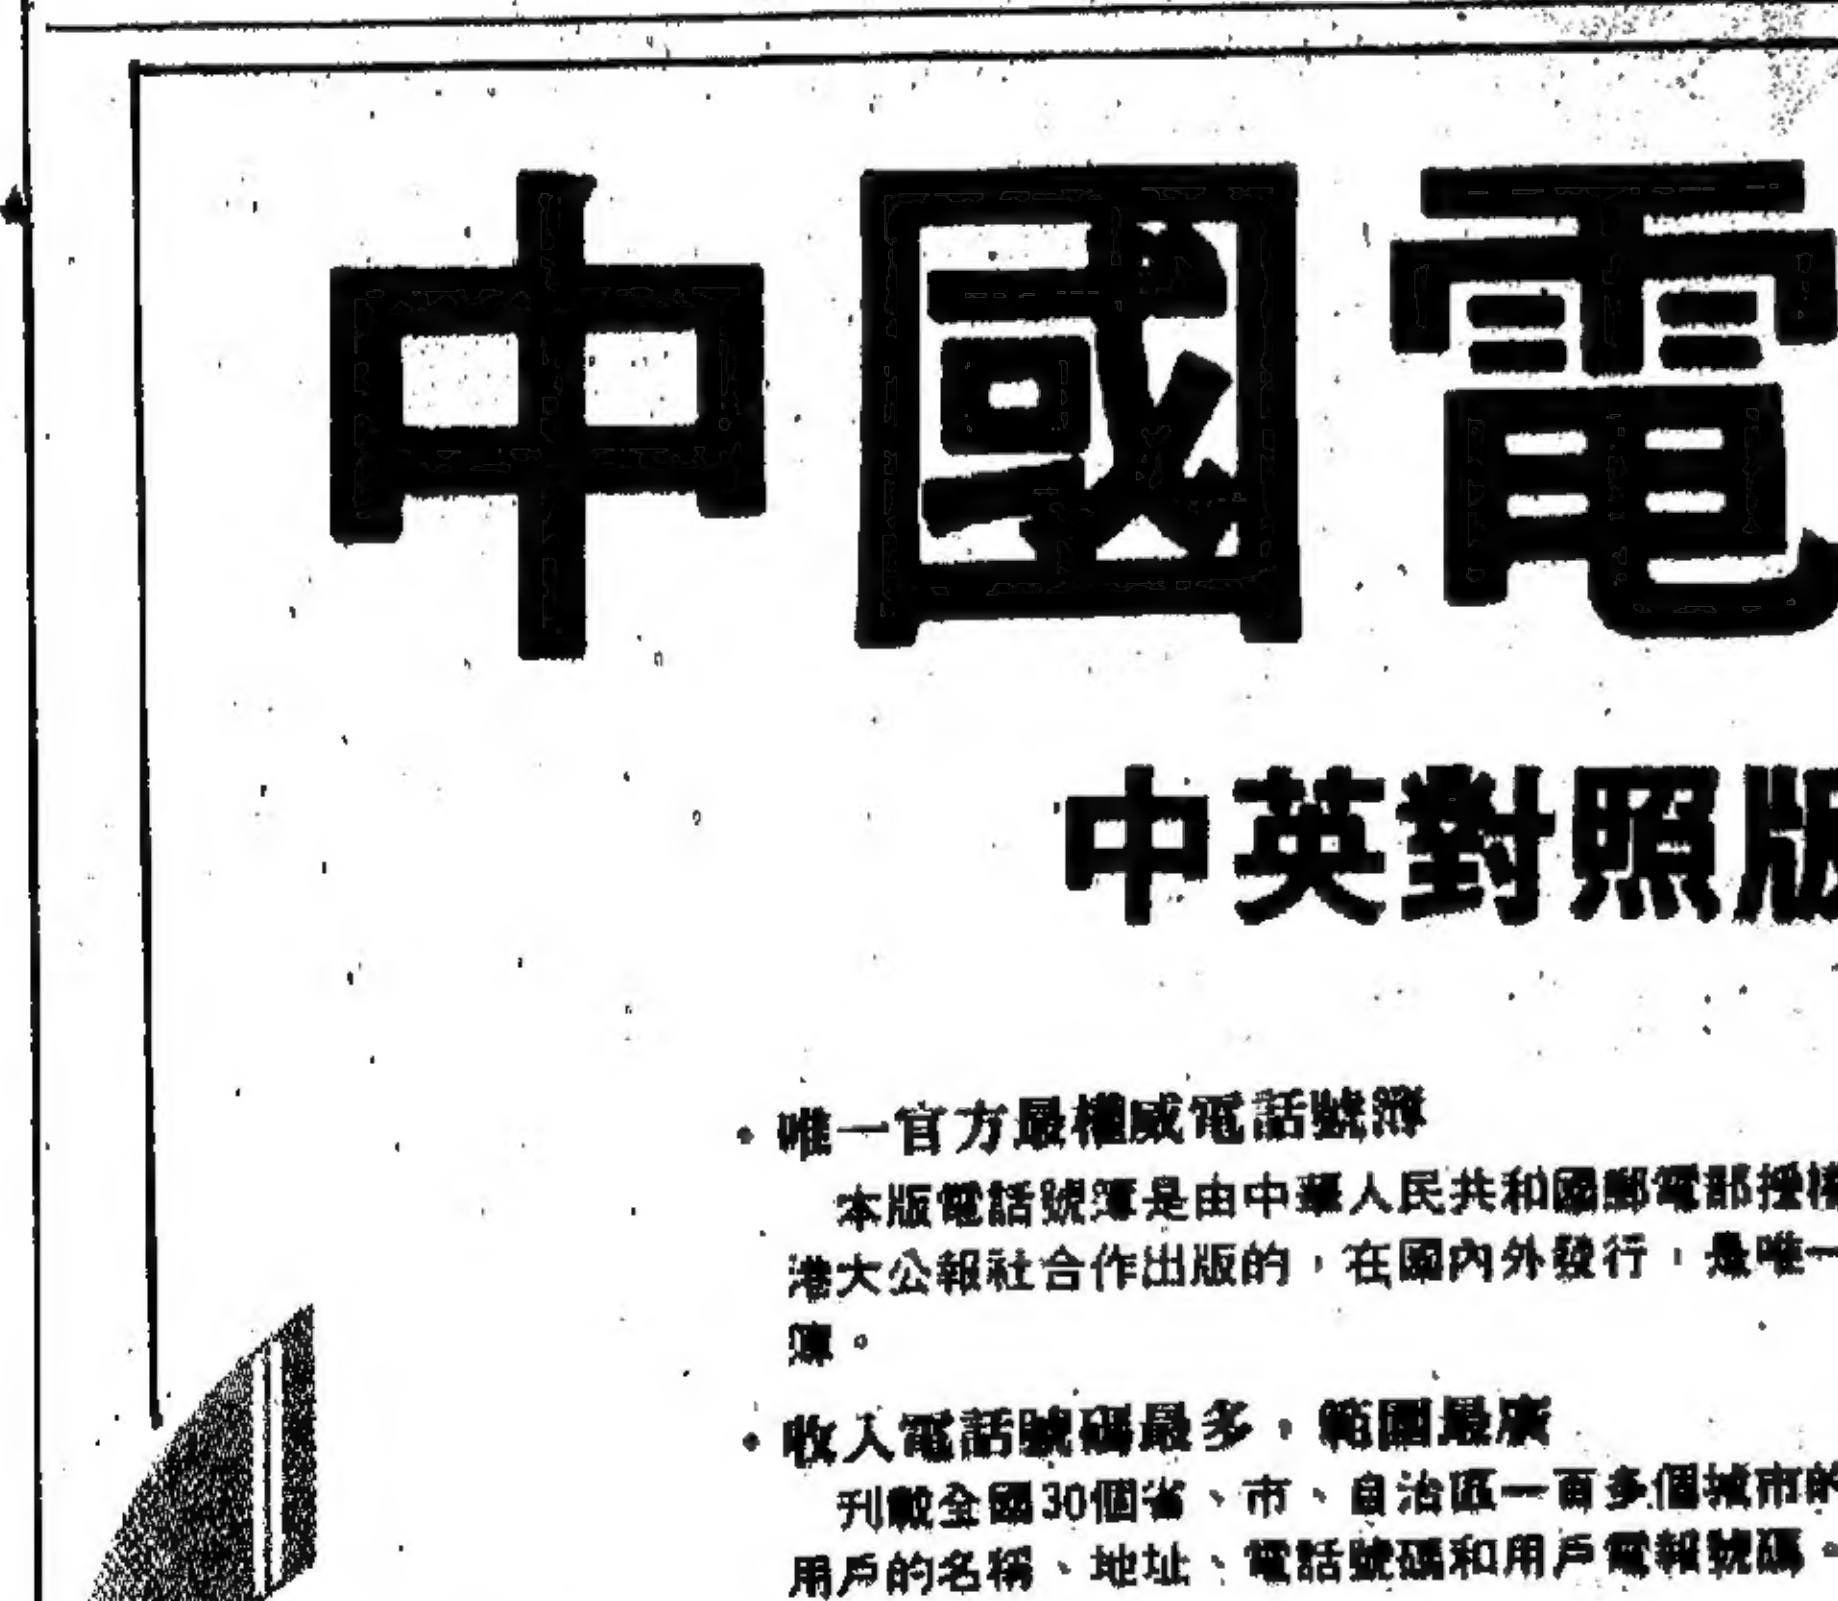 中國電
中英對照版
• 唯一官方最權威電話號簿
本版電話號簿是由中華人民共和國郵電部授權
港大公報社合作出版的，在國內外發行，是唯一
簿。
• 收入電話號碼最多，範圍最廣
刊載全國30個省、市、自治區一百多個城市的
用戶的名稱、地址、電話號碼和用戶電報號碼。